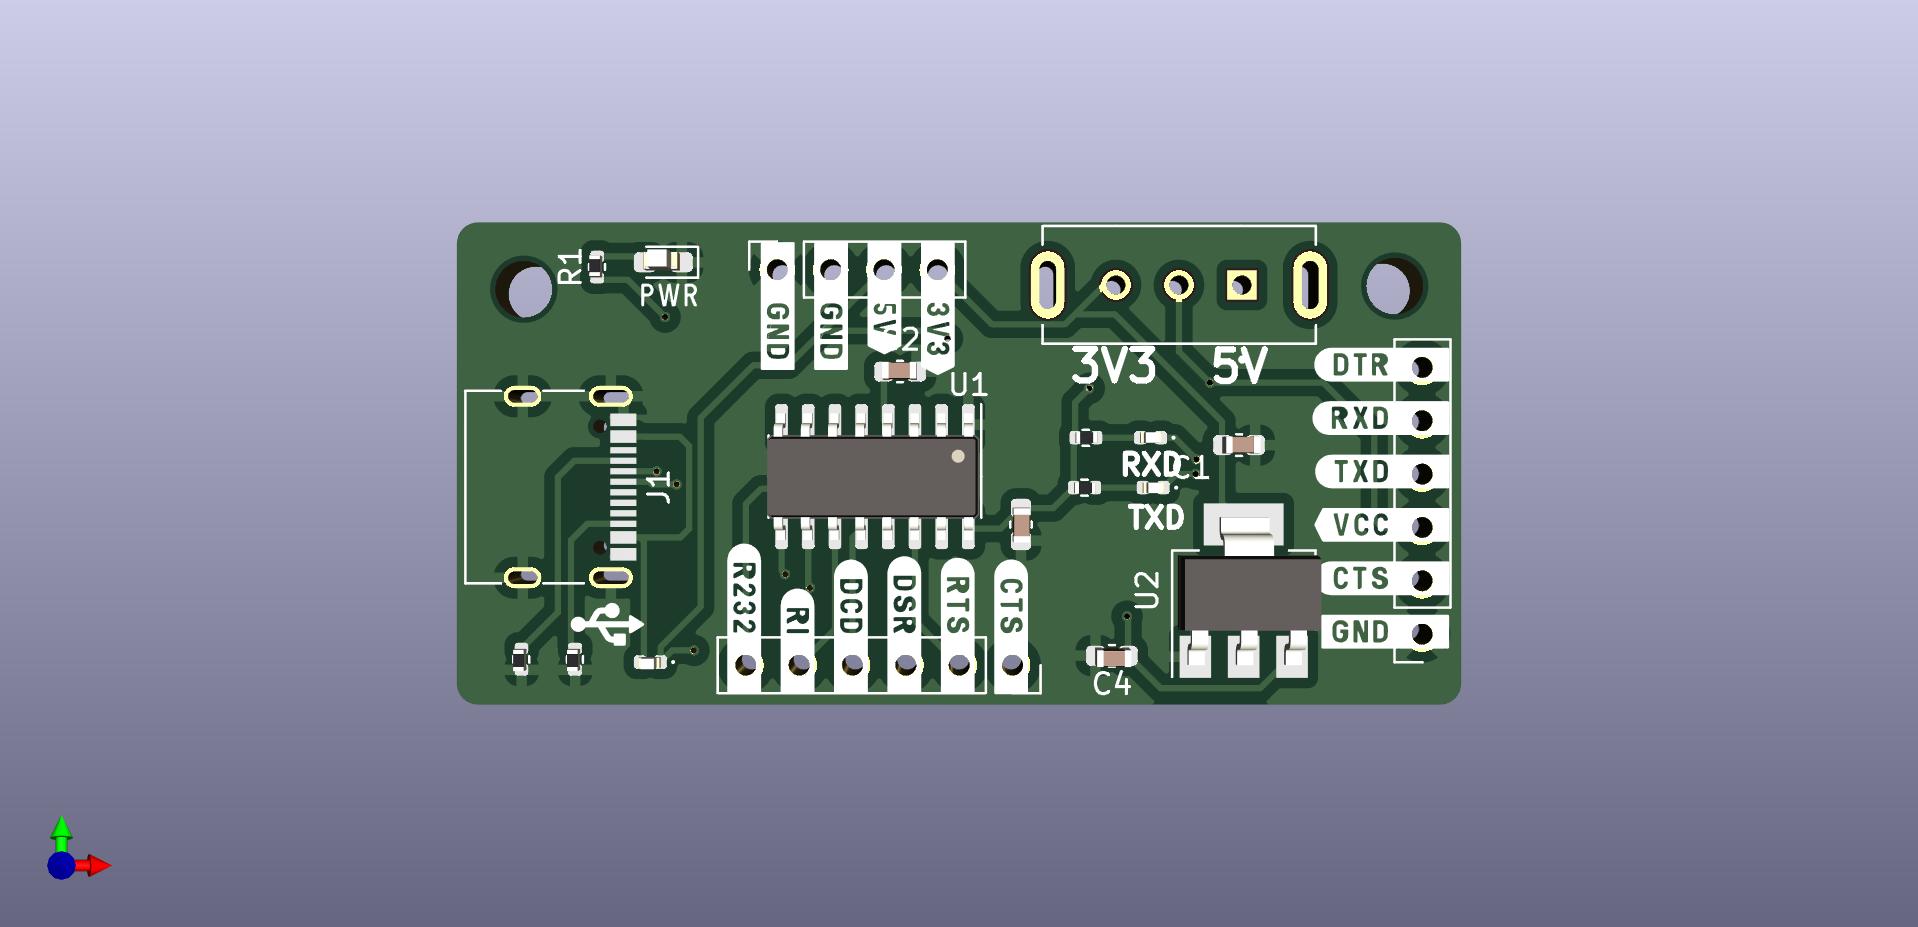 R1
PWR
GND
GND
5V
3V3
2
U1
3V3
5V
DTR
RXD
TXD
VCC
CTS
GND
J1
RXD
C1
TXD
U2
R232
RI
DCD
DSR
RTS
CTS
C4